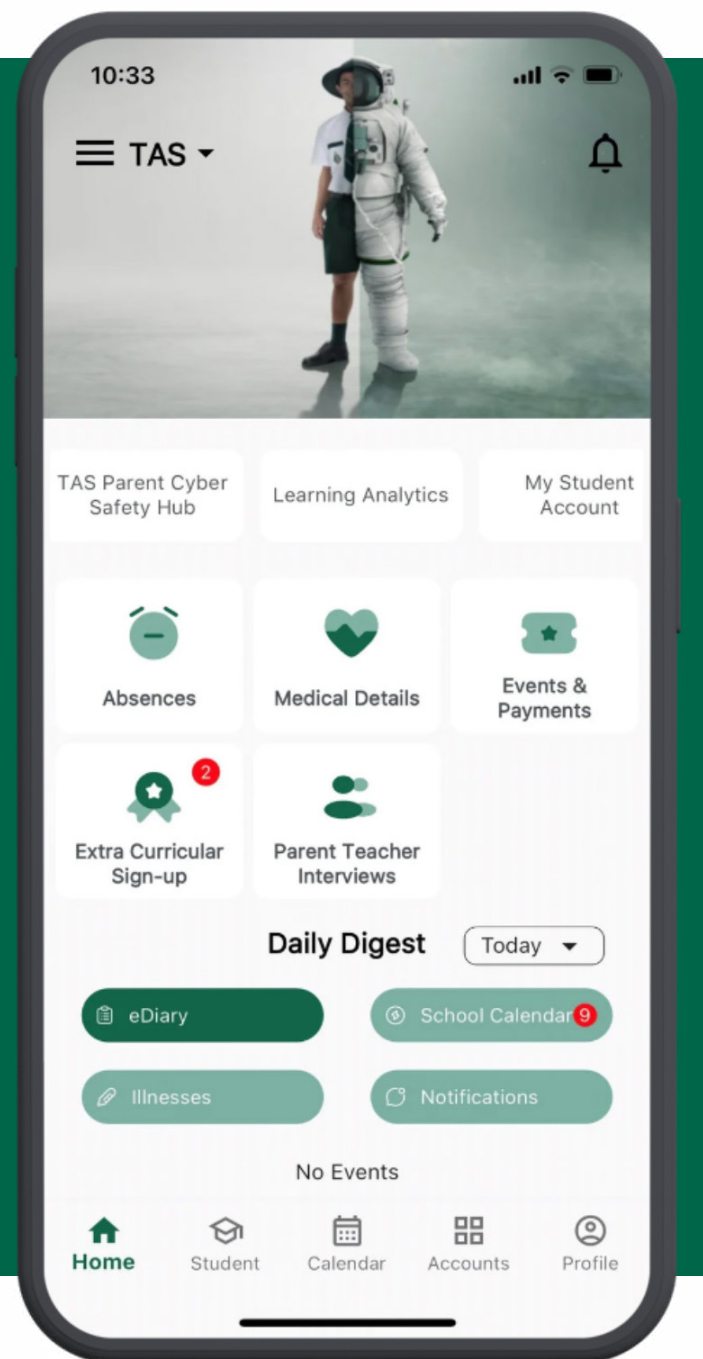 10:33
TAS
TAS Parent Cyber
Safety Hub
Learning Analytics
My Student
Account
Absences
Medical Details
Events &
Payments
2
Extra Curricular
Sign-up
Parent Teacher
Interviews
Daily Digest
Today
eDiary
School Calendar
9
Illnesses
Notifications
No Events
Home
Student
Calendar
Accounts
Profile